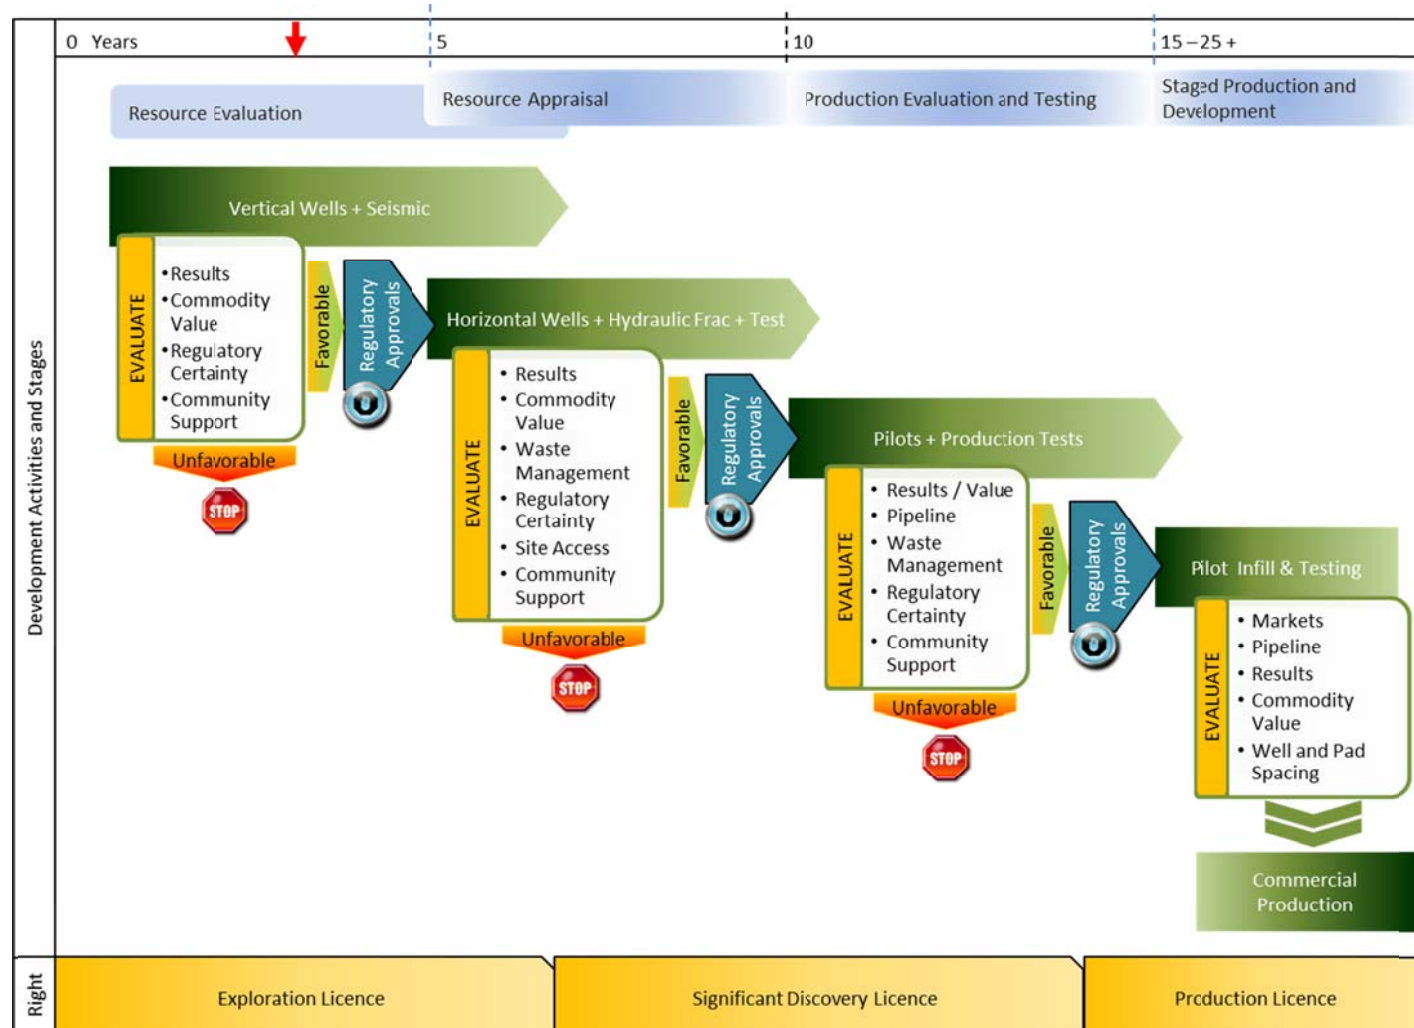 0 Years
5
10
15 – 25 +
Resource Evaluation
Resource Appraisal
Production Evaluation and Testing
Staged Production and
Development
Development Activities and Stages
Vertical Wells + Seismic
EVALUATE
•Results
•Commodity
Value
•Regulatory
Certainty
•Community
Support
Favorable
Regulatory
Approvals
Unfavorable
STOP
Horizontal Wells + Hydraulic Frac + Test
EVALUATE
• Results
• Commodity
Value
• Waste
Management
• Regulatory
Certainty
• Site Access
• Community
Support
Favorable
Regulatory
Approvals
Unfavorable
STOP
Pilots + Production Tests
EVALUATE
• Results / Value
• Pipeline
• Waste
Management
• Regulatory
Certainty
• Community
Support
Favorable
Regulatory
Approvals
Unfavorable
STOP
Pilot Infill & Testing
EVALUATE
• Markets
• Pipeline
• Results
• Commodity
Value
• Well and Pad
Spacing
Commercial
Production
Right
Exploration Licence
Significant Discovery Licence
Production Licence